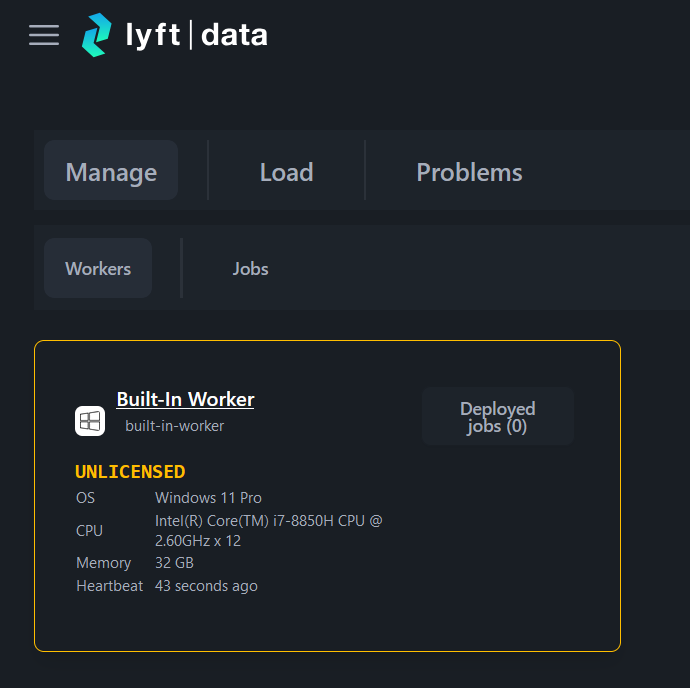 lyft|data
Manage
Load
Problems
Workers
Jobs
Built-In Worker
built-in-worker
Deployed
jobs (0)
UNLICENSED
OS Windows 11 Pro
CPU Intel(R) Core(TM) i7-8850H CPU @
2.60GHz x 12
Memory 32 GB
Heartbeat 43 seconds ago